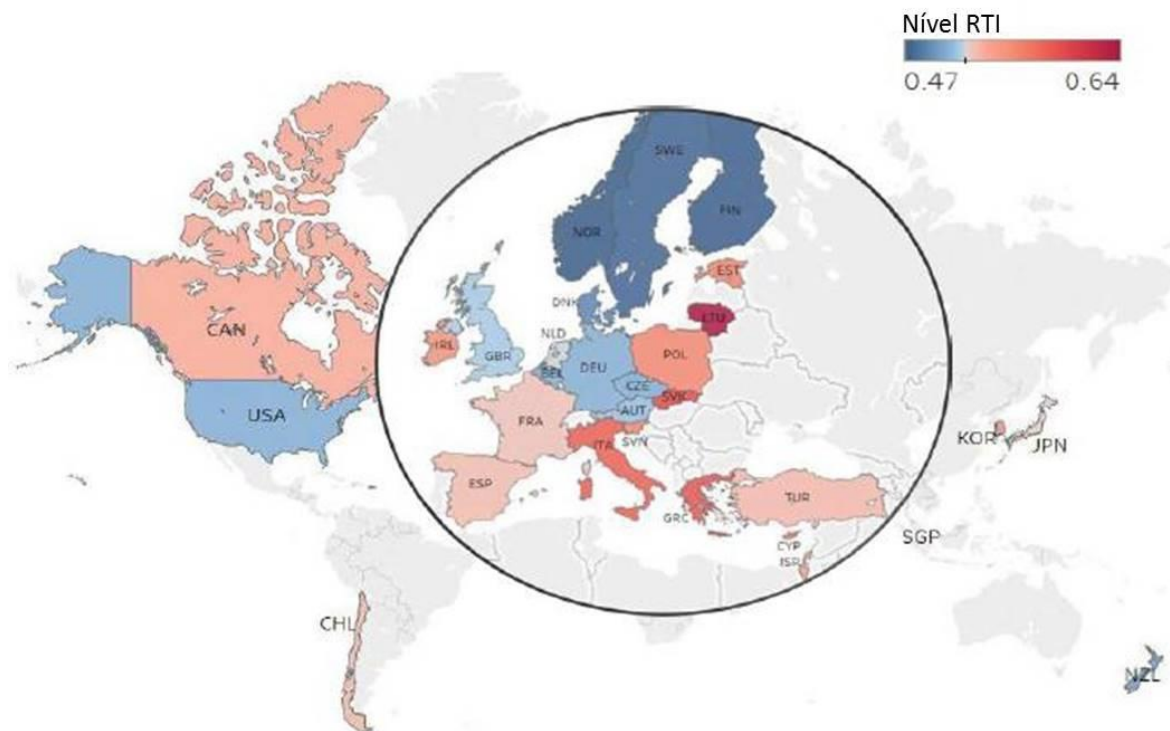 Nível RTI
0.47 0.64
SWE
FIN
NOR
EST
DNK
LTU
CAN
IRL
NLD
GBR
BEL
DEU
POL
CZE
SVK
USA
AUT
FRA
ITA
SVN
KOR
JPN
ESP
TUR
GRC
SGP
CYP
ISR
CHL
NZL